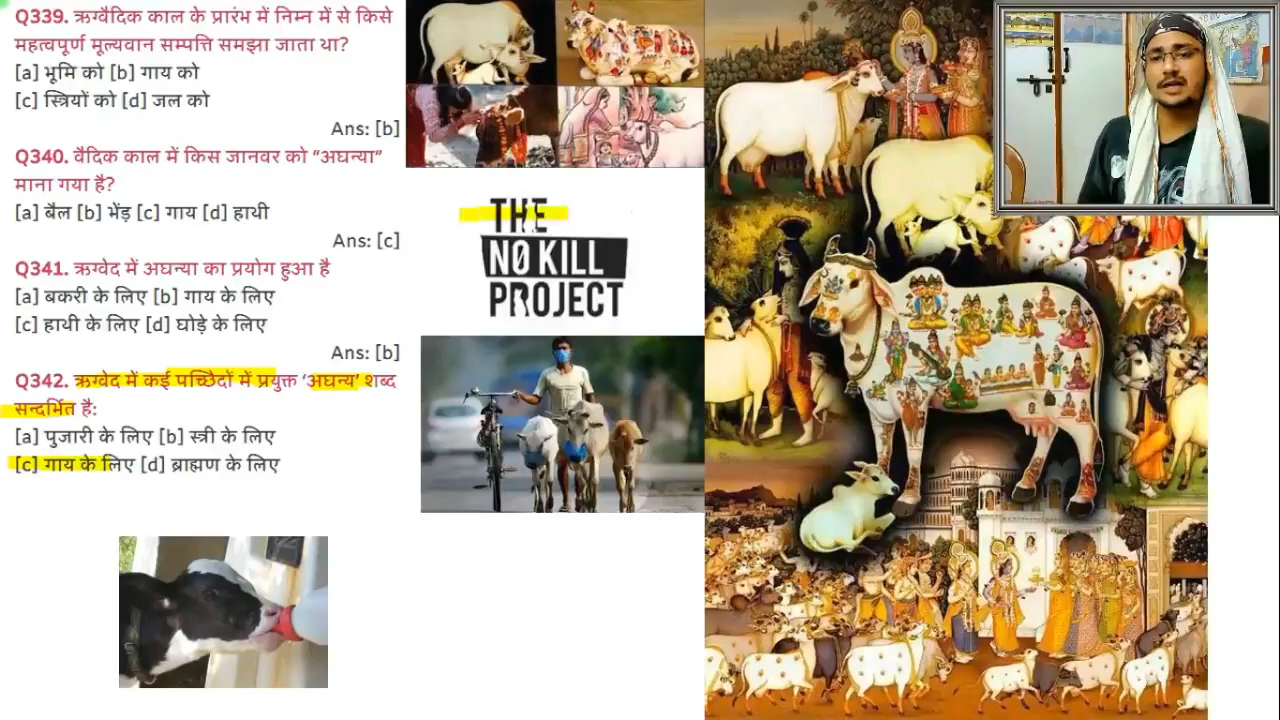 Q339. ऋग्वैदिक काल के प्रारंभ में निम्न में से किसे
महत्वपूर्ण मूल्यवान सम्पत्ति समझा जाता था?
[a] भूमि को [b] गाय को
[c] स्त्रियों को [d] जल को
Ans: [b]
Q340. वैदिक काल में किस जानवर को "अघन्या"
माना गया है?
[a] बैल [b] भेंड़ [c] गाय [d] हाथी
Ans: [c]
Q341. ऋग्वेद में अघन्या का प्रयोग हुआ है
[a] बकरी के लिए [b] गाय के लिए
[c] हाथी के लिए [d] घोड़े के लिए
Ans: [b]
Q342. ऋग्वेद में कई पच्छिदों में प्रयुक्त 'अघन्य' शब्द
सन्दर्भित है:
[a] पुजारी के लिए [b] स्त्री के लिए
[c] गाय के लिए [d] ब्राह्मण के लिए
THE
NO KILL
PROJECT